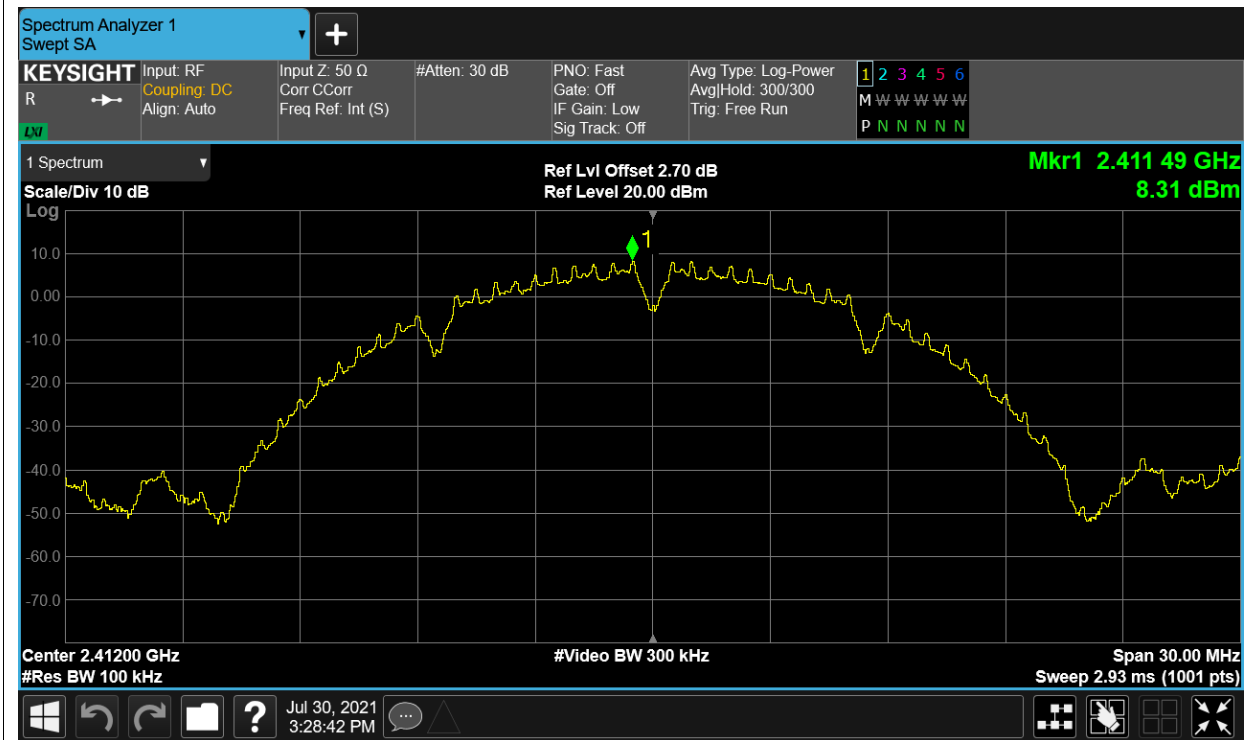 Spectrum Analyzer 1
Swept SA
KEYSIGHT
R
LXI
Input: RF
Coupling: DC
Align: Auto
Input Z: 50 Ω
Corr CCorr
Freq Ref: Int (S)
#Atten: 30 dB
PNO: Fast
Gate: Off
IF Gain: Low
Sig Track: Off
Avg Type: Log-Power
Avg|Hold: 300/300
Trig: Free Run
1 2 3 4 5 6
M W W W W W
P N N N N N
1 Spectrum
Scale/Div 10 dB
Log
Ref Lvl Offset 2.70 dB
Ref Level 20.00 dBm
Mkr1 2.411 49 GHz
8.31 dBm
1
10.0
0.00
-10.0
-20.0
-30.0
-40.0
-50.0
-60.0
-70.0
Center 2.41200 GHz
#Res BW 100 kHz
#Video BW 300 kHz
Span 30.00 MHz
Sweep 2.93 ms (1001 pts)
?
Jul 30, 2021
3:28:42 PM